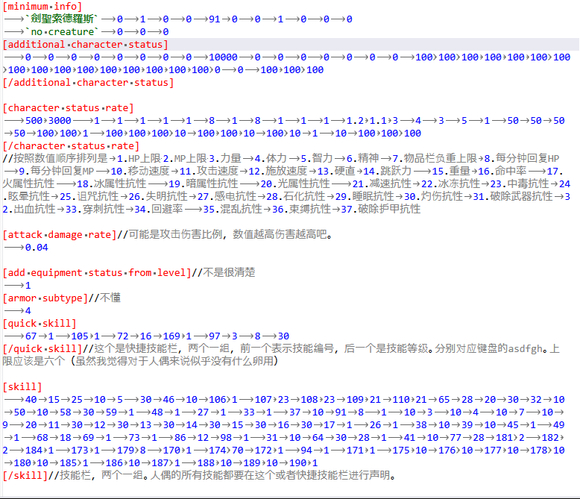 [minimum info]
→`劍聖索德羅斯`→0→1→0→0→91→0→0→1→0→0→0
→`no creature`→0→0→0
[additional character status]
→0→0→0→0→0→0→0→0→10000→0→0→0→0→0→0→0→100→100→100→100→100→100
→100→100→100→100→100→100→100→100→0→0→100→100→100
[/additional character status]

[character status rate]
→500→3000→1→1→1→1→1→8→1→8→1→1→1→1.2→1.1→3→4→3→5→1→50→50→50
→50→100→100→1→100→100→100→10→100→100→10→100→10→1→10→100→100→100
[/character status rate]
//按照数值顺序排列是→1.HP上限→2.MP上限→3.力量→4.体力→5.智力→6.精神→7.物品栏负重上限→8.每分钟回复HP
→9.每分钟回复MP→10.移动速度→11.攻击速度→12.施放速度→13.硬直→14.跳跃力→15.重量→16.命中率→17.
火属性抗性→18.冰属性抗性→19.暗属性抗性→20.光属性抗性→21.减速抗性→22.冰冻抗性→23.中毒抗性→24
.眩晕抗性→25.诅咒抗性→26.失明抗性→27.感电抗性→28.石化抗性→29.睡眠抗性→30.灼伤抗性→31.破除武器抗性→3
2.出血抗性→33.穿刺抗性→34.回避率→35.混乱抗性→36.束缚抗性→37.破除护甲抗性

[attack damage rate]//可能是攻击伤害比例，数值越高伤害越高吧。
→0.04

[add equipment status from level]//不是很清楚
→1
[armor subtype]//不懂
→4
[quick skill]
→67→1→105→1→72→16→169→1→97→3→8→30
[/quick skill]//这个是快捷技能栏，两个一组，前一个表示技能编号，后一个是技能等级。分别对应键盘的asdfgh。上
限应该是六个（虽然我觉得对于人偶来说似乎没有什么卵用）

[skill]
→40→15→25→10→5→30→46→10→106→1→107→23→108→23→109→21→110→21→65→28→20→30→32→10
→50→10→58→30→59→1→48→1→27→1→33→1→37→10→91→8→1→10→3→10→4→10→7→10→
9→20→11→30→12→30→13→30→14→30→15→30→16→30→17→1→26→1→38→10→39→10→45→1→49
→1→68→18→69→1→73→1→86→12→98→1→31→10→64→30→28→1→41→10→77→28→181→2→182→
2→184→1→173→1→179→8→170→1→174→70→172→1→94→1→171→1→175→10→176→10→177→10→178→10
→180→10→185→1→186→10→187→1→188→10→189→10→190→1
[/skill]//技能栏，两个一组。人偶的所有技能都要在这个或者快捷技能栏进行声明。